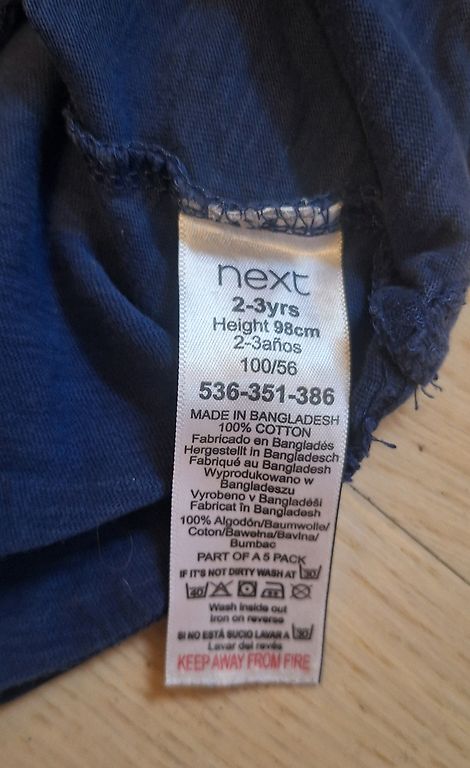 next
2-3yrs
Height 98cm
2-3años
100/56
536-351-386
MADE IN BANGLADESH
100% COTTON
Fabricado en Bangladés
Hergestellt in Bangladesch
Fabriqué au Bangladesh
Wyprodukowano w
Bangladeszu
Vyrobeno v Bangladéši
Fabricat în Bangladesh
100% Algodón/Baumwolle/
Coton/Bawełna/Bavlna/
Bumbac
PART OF A 5 PACK
IF IT'S NOT DIRTY WASH AT 30
40
Wash inside out
Iron on reverse
SI NO ESTÁ SUCIO LAVAR A 30
Lavar del revés
KEEP AWAY FROM FIRE